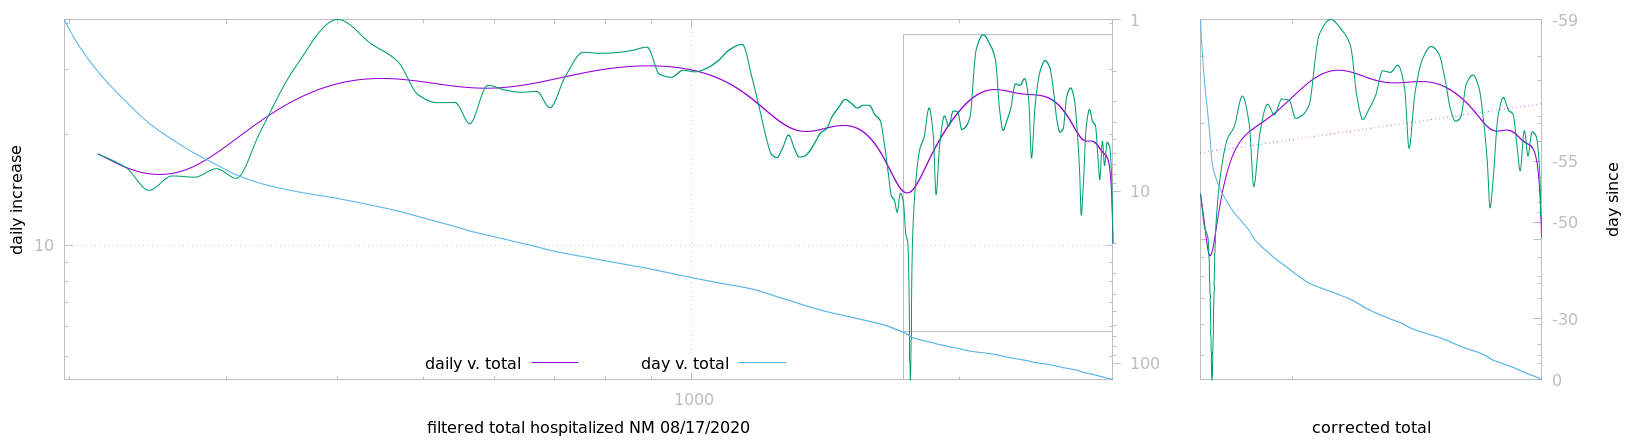 1
-59
daily increase
10
10
-55
-50
day since
-30
daily v. total
day v. total
100
0
1000
filtered total hospitalized NM 08/17/2020
corrected total